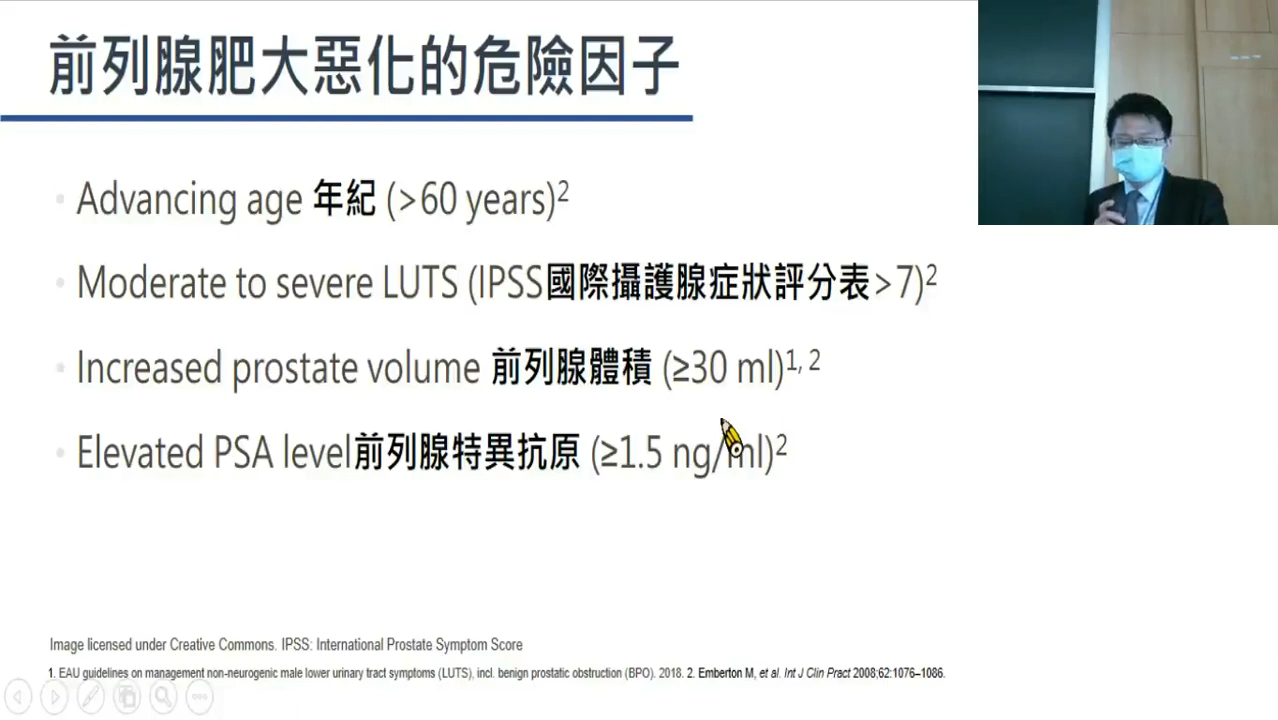 前列腺肥大惡化的危險因子
Advancing age 年紀 (>60 years)2
Moderate to severe LUTS (IPSS國際攝護腺症狀評分表>7)2
Increased prostate volume 前列腺體積 (≥30 ml)1, 2
Elevated PSA level前列腺特異抗原 (≥1.5 ng/ml)2
Image licensed under Creative Commons. IPSS: International Prostate Symptom Score
1. EAU guidelines on management non-neurogenic male lower urinary tract symptoms (LUTS), incl. benign prostatic obstruction (BPO). 2018. 2. Emberton M, et al. Int J Clin Pract 2008;62:1076–1086.